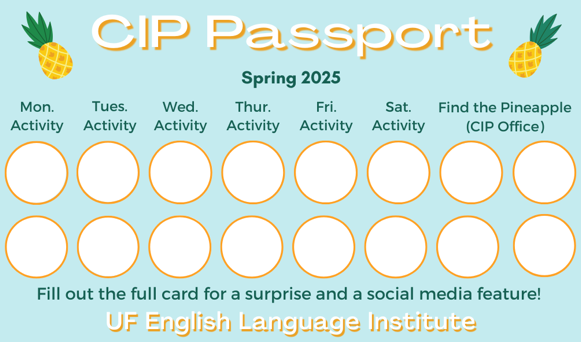 CIP Passport
Spring 2025
Mon. Tues. Wed. Thur. Fri. Sat. Find the Pineapple
Activity Activity Activity Activity Activity Activity (CIP Office)
Fill out the full card for a surprise and a social media feature!
UF English Language Institute